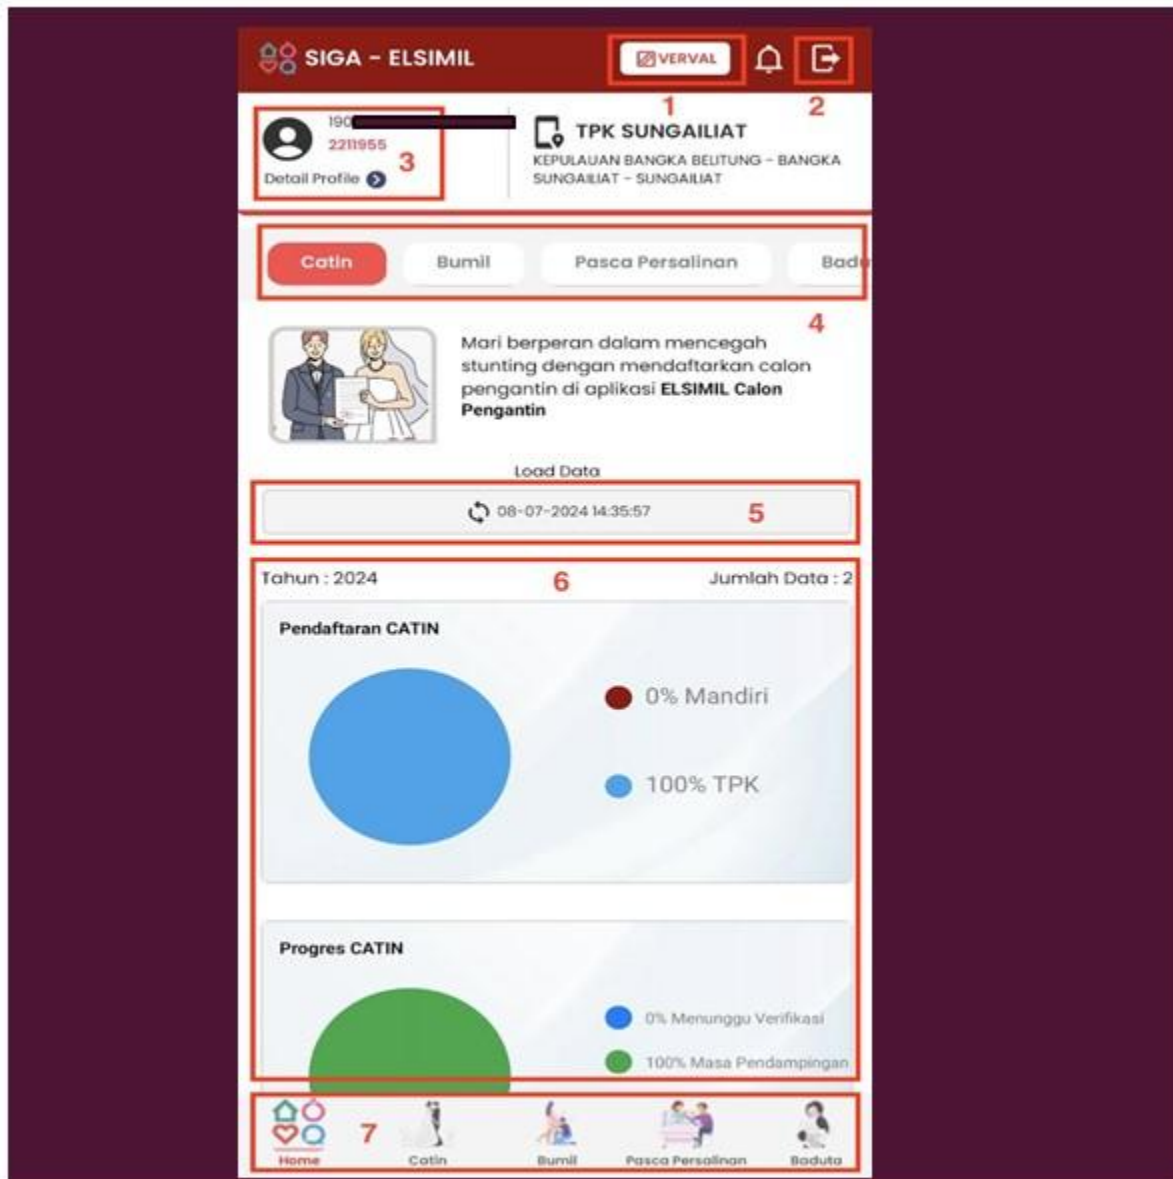 SIGA - ELSIMIL
VERVAL
1
2
190
2211955
3
Detail Profile
TPK SUNGAILIAT
KEPULAUAN BANGKA BELITUNG - BANGKA
SUNGAILIAT - SUNGAILIAT
Catin
Bumil
Pasca Persalinan
Badu
4
Mari berperan dalam mencegah
stunting dengan mendaftarkan calon
pengantin di aplikasi ELSIMIL Calon
Pengantin
Load Data
08-07-2024 14:35:57
5
Tahun : 2024
6
Jumlah Data : 2
Pendaftaran CATIN
0% Mandiri
100% TPK
Progres CATIN
0% Menunggu Verifikasi
100% Masa Pendampingan
7
Home
Catin
Bumil
Pasca Persalinan
Baduta